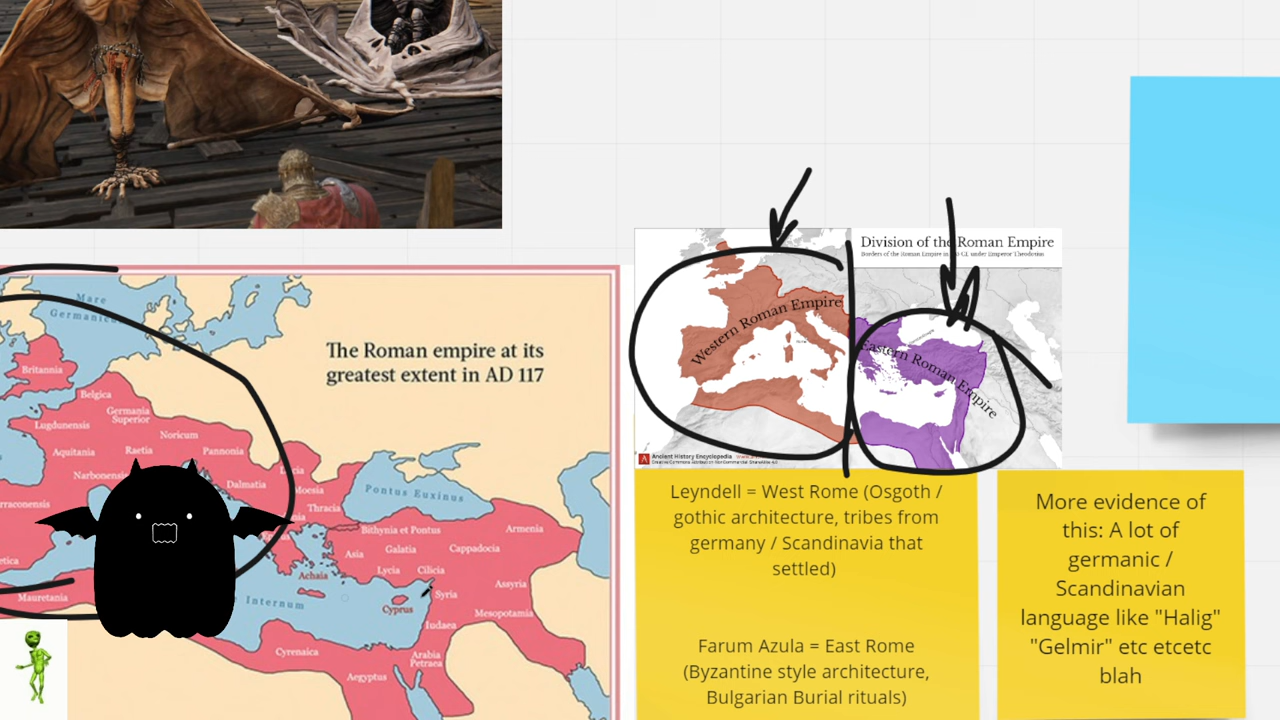 Mare
Germanicum
The Roman empire at its
greatest extent in AD 117
Britannia
Belgica
Germania
Superior
Lugdunensis
Noricum
Aquitania
Raetia
Pannonia
Dalmatia
Moesia
Thracia
Pontus Euxinus
Bithynia et Pontus
Armenia
Asia
Galatia
Cappadocia
Lycia
Cilicia
Achaia
Assyria
Syria
Cyprus
Internum
Mesopotamia
Mauretania
Iudaea
Cyrenaica
Arabia
Petraea
Aegyptus
Division of the Roman Empire
Western Roman Empire
Eastern Roman Empire
Ancient History Encyclopedia
Leyndell = West Rome (Osgoth /
gothic architecture, tribes from
germany / Scandinavia that
settled)
Farum Azula = East Rome
(Byzantine style architecture,
Bulgarian Burial rituals)
More evidence of
this: A lot of
germanic /
Scandinavian
language like "Halig"
"Gelmir" etc etcetc
blah